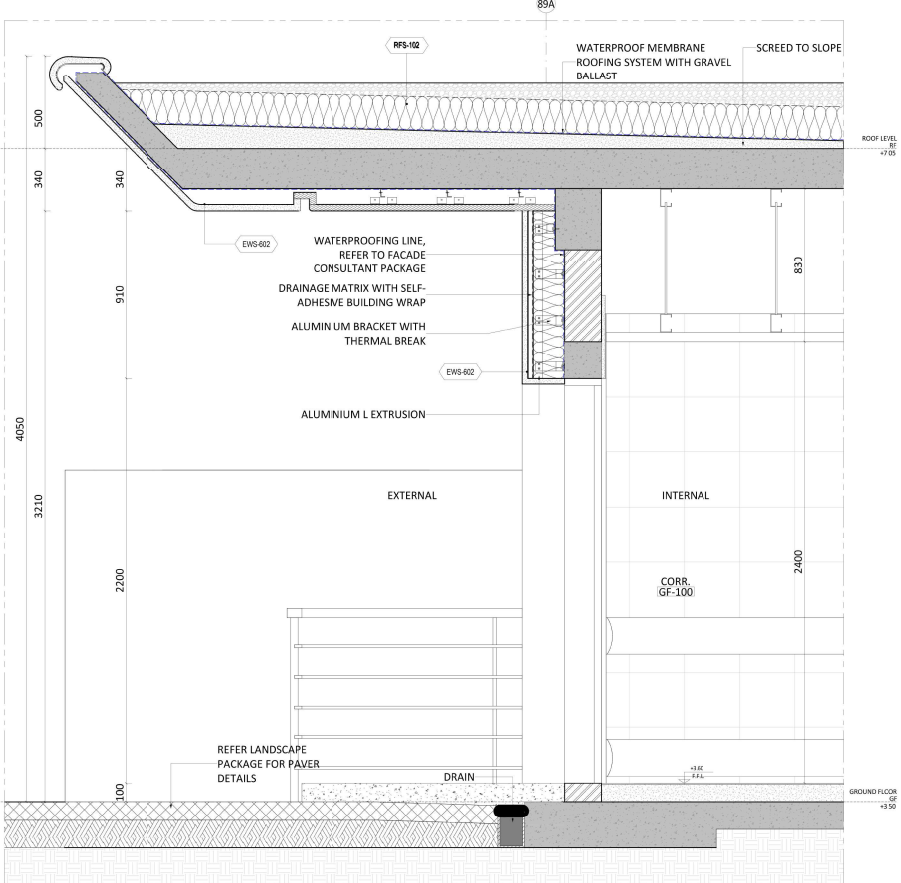 89A
RFS-102
WATERPROOF MEMBRANE
ROOFING SYSTEM WITH GRAVEL
BALLAST
SCREED TO SLOPE
ROOF LEVEL
RF
+7 05
500
340
340
EWS-602
WATERPROOFING LINE,
REFER TO FACADE
CONSULTANT PACKAGE
DRAINAGE MATRIX WITH SELF-
ADHESIVE BUILDING WRAP
ALUMINIUM BRACKET WITH
THERMAL BREAK
EWS-602
ALUMINIUM L EXTRUSION
830
910
4050
3210
2200
2400
EXTERNAL
INTERNAL
CORR.
GF-100
REFER LANDSCAPE
PACKAGE FOR PAVER
DETAILS
DRAIN
100
F.F.L
GROUND FLOOR
GF
+3 50